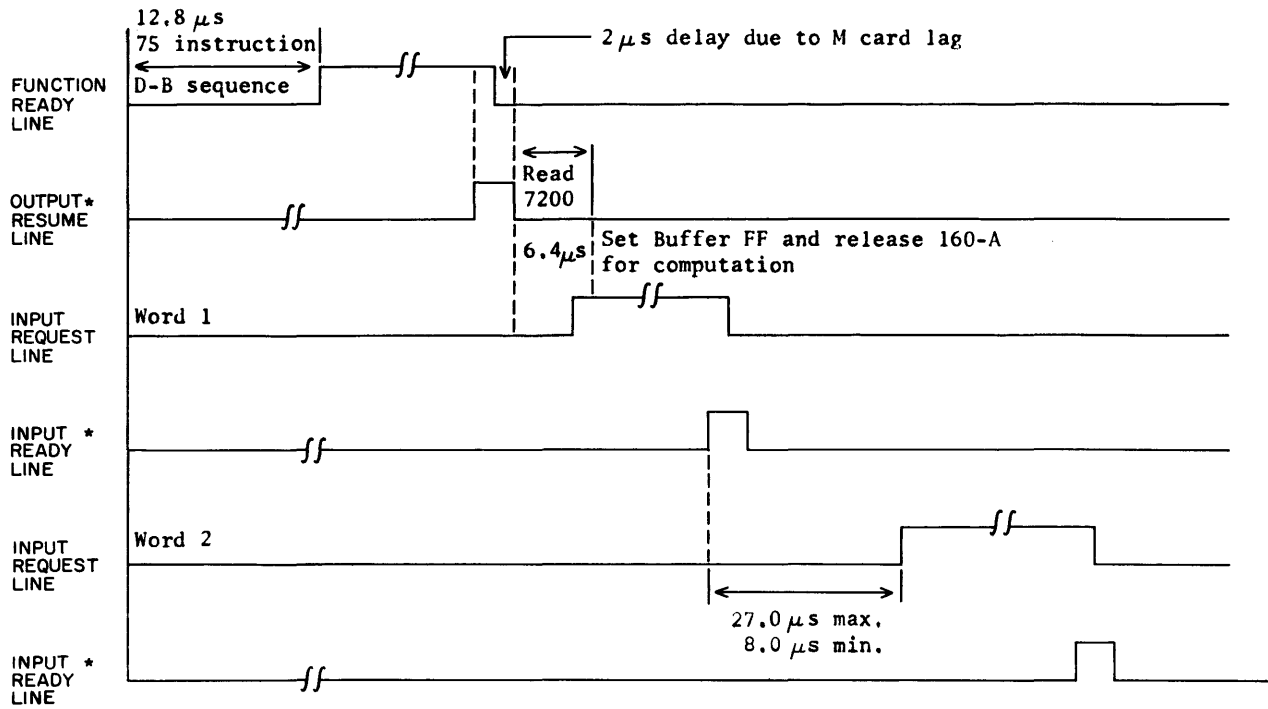 12.8 μs
75 instruction
D-B sequence
2 μs delay due to M card lag
FUNCTION
READY
LINE
Read
7200
OUTPUT*
RESUME
LINE
6.4μs
Set Buffer FF and release 160-A
for computation
Word 1
INPUT
REQUEST
LINE
INPUT *
READY
LINE
Word 2
INPUT
REQUEST
LINE
27.0 μs max.
8.0 μs min.
INPUT *
READY
LINE